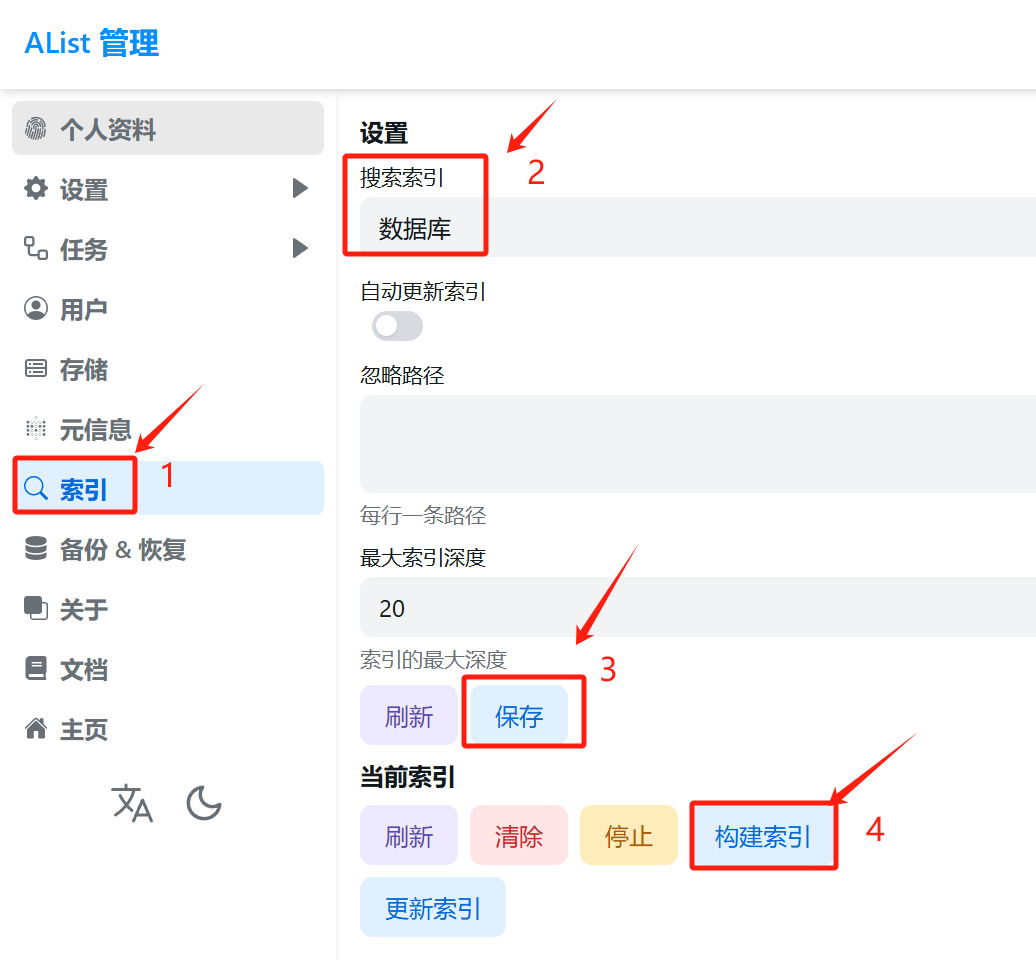 AList 管理
个人资料
设置
任务
用户
存储
元信息
索引
1
备份 & 恢复
关于
文档
主页
设置
搜索索引
2
数据库
自动更新索引
忽略路径
每行一条路径
最大索引深度
20
索引的最大深度
3
刷新
保存
当前索引
刷新
清除
停止
构建索引
4
更新索引